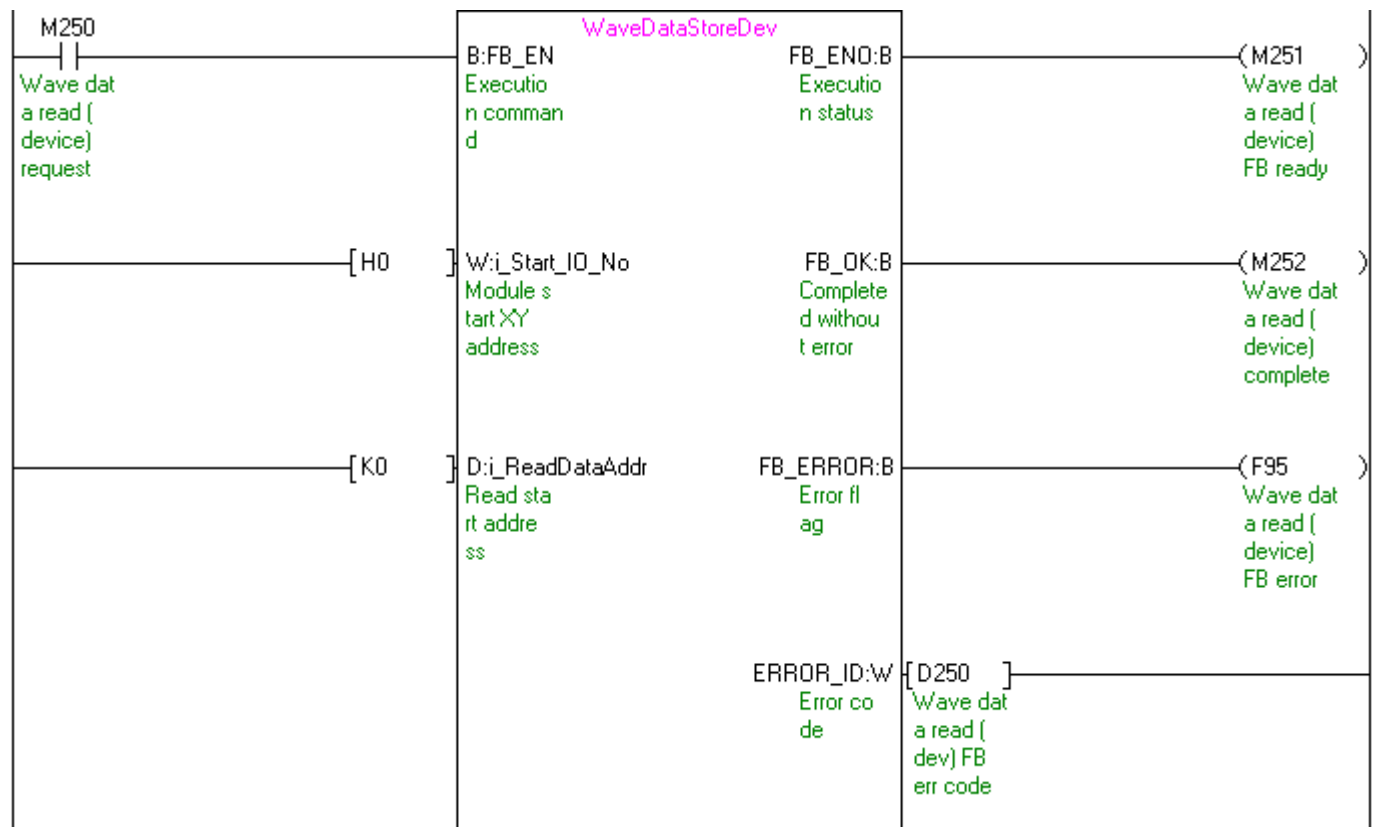 M250
WaveDataStoreDev
B:FB_EN
FB_ENO:B
(M251 )
Wave dat
a read (
device)
request
Executio
n comman
d
Executio
n status
Wave dat
a read (
device)
FB ready
[H0 ]
W:i_Start_IO_No
FB_OK:B
(M252 )
Module s
tart XY
address
Complete
d withou
t error
Wave dat
a read (
device)
complete
[K0 ]
D:i_ReadDataAddr
FB_ERROR:B
(F95 )
Read sta
rt addre
ss
Error fl
ag
Wave dat
a read (
device)
FB error
ERROR_ID:W
[D250 ]
Error co
de
Wave dat
a read (
dev) FB
err code